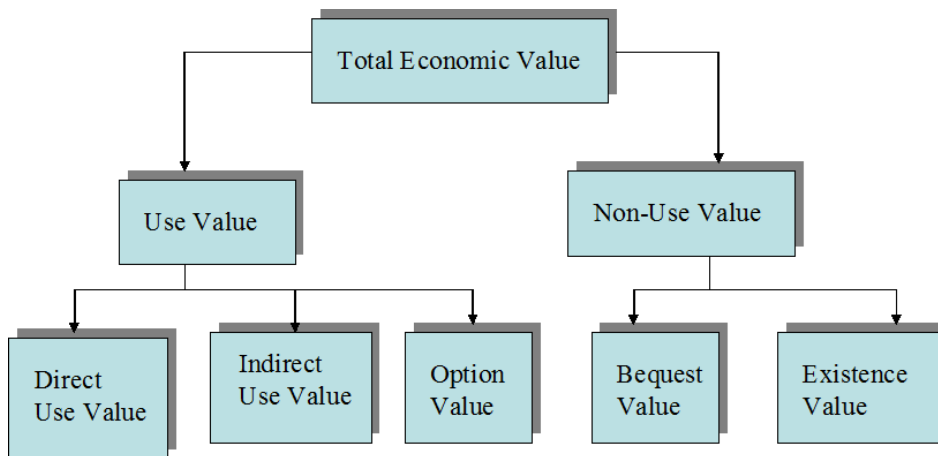 Total Economic Value
Use Value
Non-Use Value
Direct
Use Value
Indirect
Use Value
Option
Value
Bequest
Value
Existence
Value